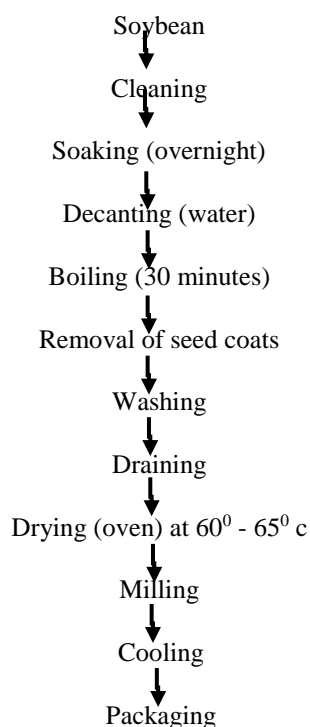 Soybean
Cleaning
Soaking (overnight)
Decanting (water)
Boiling (30 minutes)
Removal of seed coats
Washing
Draining
Drying (oven) at 60⁰ - 65⁰ c
Milling
Cooling
Packaging